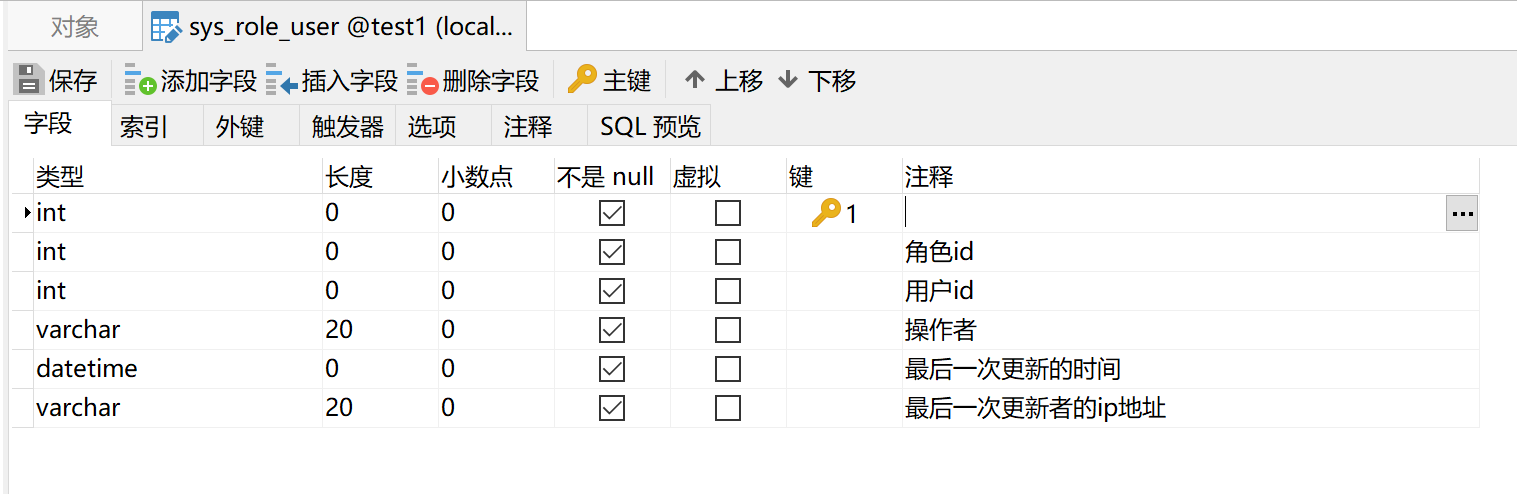 对象 sys_role_user @test1 (local...
保存 添加字段 插入字段 删除字段 主键 上移 下移
字段 索引 外键 触发器 选项 注释 SQL 预览
类型 长度 小数点 不是 null 虚拟 键 注释
int 0 0 1 ...
int 0 0 角色id
int 0 0 用户id
varchar 20 0 操作者
datetime 0 0 最后一次更新的时间
varchar 20 0 最后一次更新者的ip地址